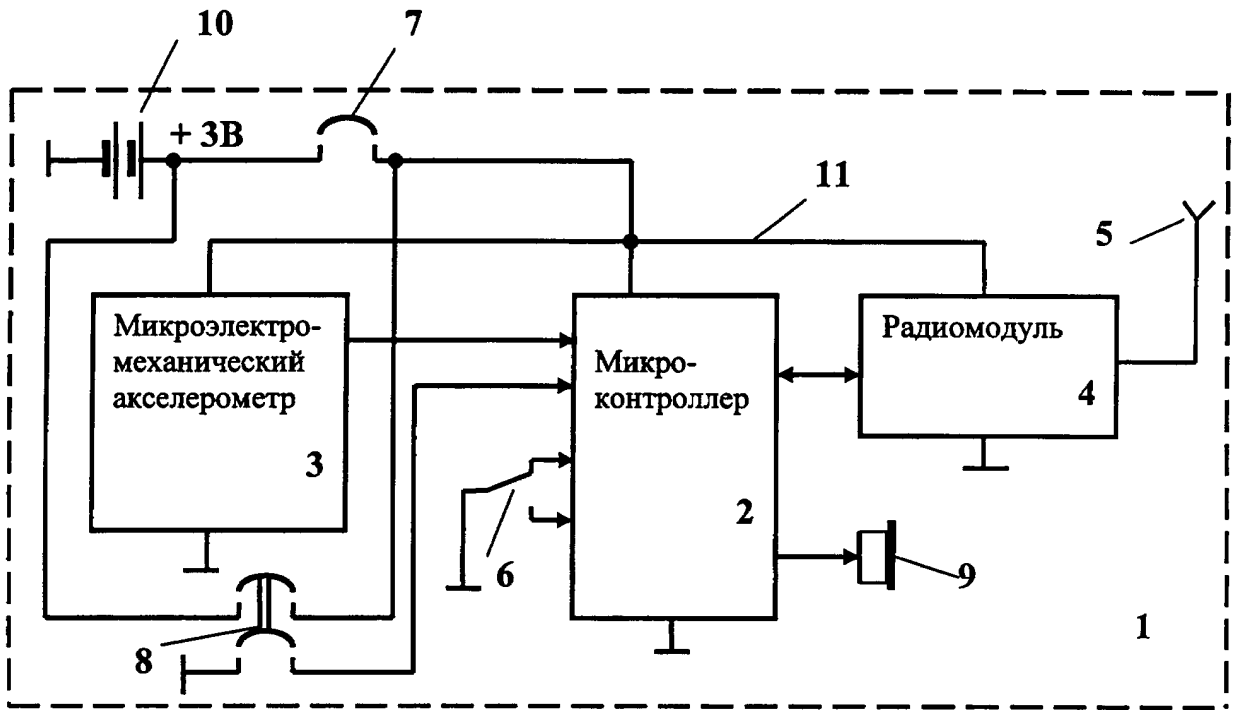 10
7
+ 3В
11
5
Микроэлектро-
механический
акселерометр
3
Микро-
контроллер
2
Радиомодуль
4
6
9
8
1